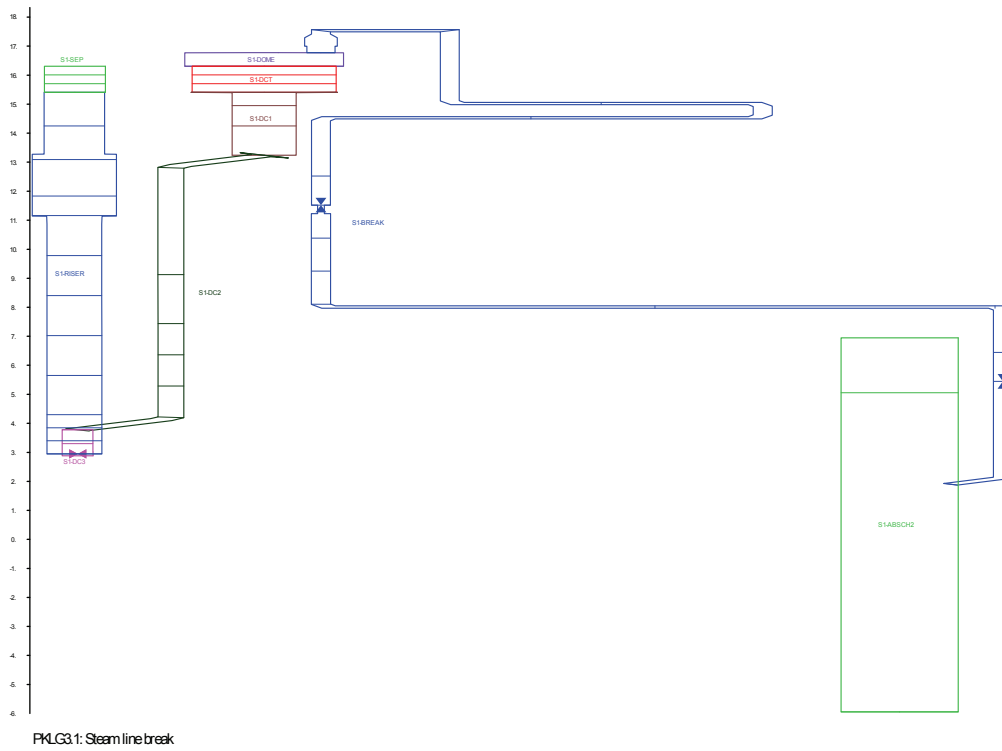 18.
17.
S1-SEP
S1-DOME
16.
S1-DCT
15.
S1-DC1
14.
13.
12.
11.
S1-BREAK
10.
9.
S1-RISER
S1-DC2
8.
7.
6.
5.
4.
3.
S1-DC3
2.
1.
S1-ABSCH2
0.
-1.
-2.
-3.
-4.
-5.
-6.
PKLG3.1: Steam line break